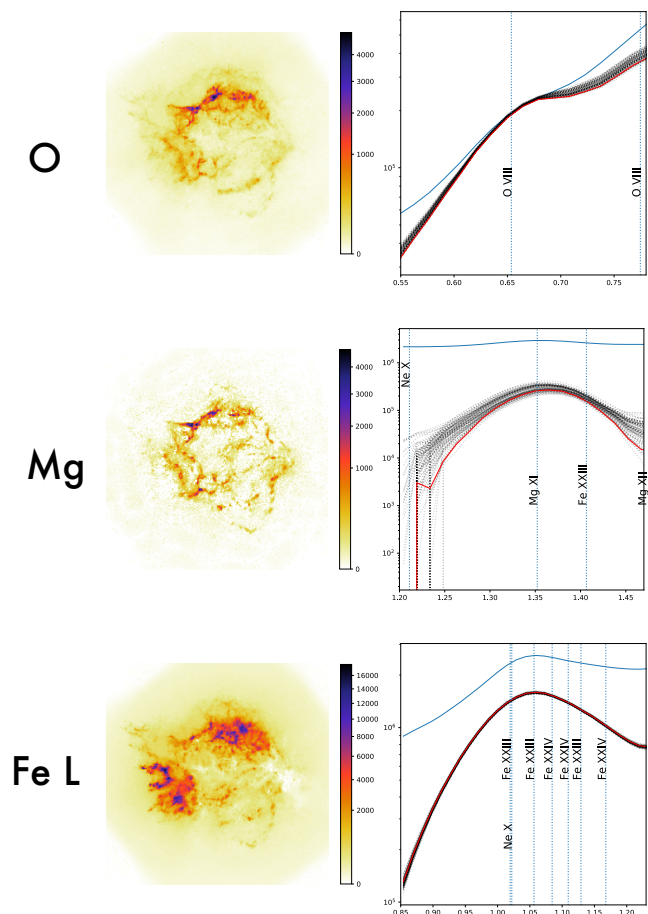 O
4000
3000
2000
1000
0
10⁵
O VIII
O VIII
0.55
0.60
0.65
0.70
0.75
Mg
4000
3000
2000
1000
0
10⁶
10⁵
10⁴
10³
10²
Ne X
Mg XI
Fe XXIII
Mg XII
1.20
1.25
1.30
1.35
1.40
1.45
Fe L
16000
14000
12000
10000
8000
6000
4000
2000
0
10⁶
10⁵
Fe XXIII
Ne X
Fe XXIII
Fe XXIV
Fe XXIV
Fe XXIII
Fe XXIV
0.85
0.90
0.95
1.00
1.05
1.10
1.15
1.20